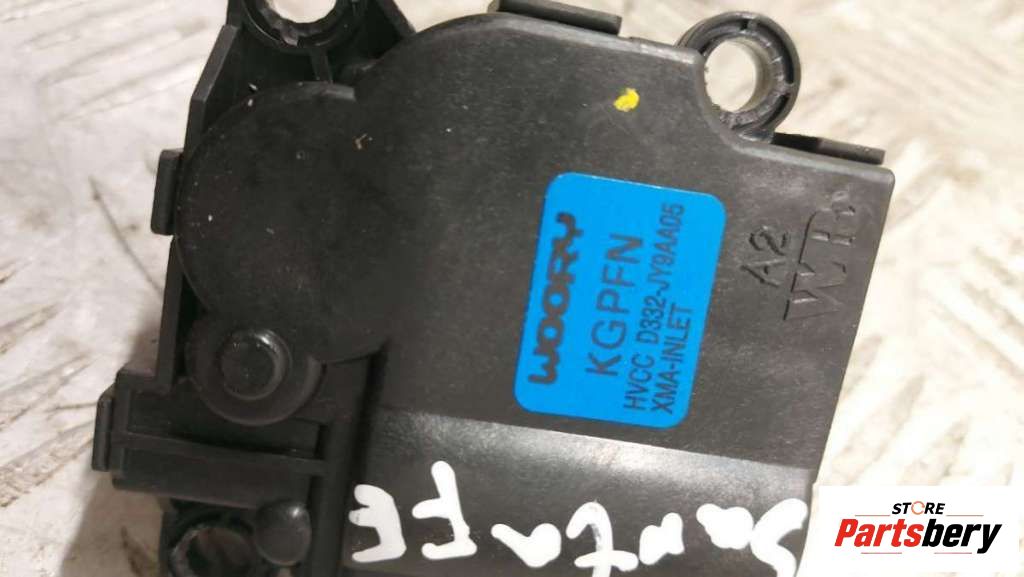 WOORY
KGPFN
HVCC D332-JY9AA05
XMA-INLET
A2
Santa
FE
STORE
Partsbery